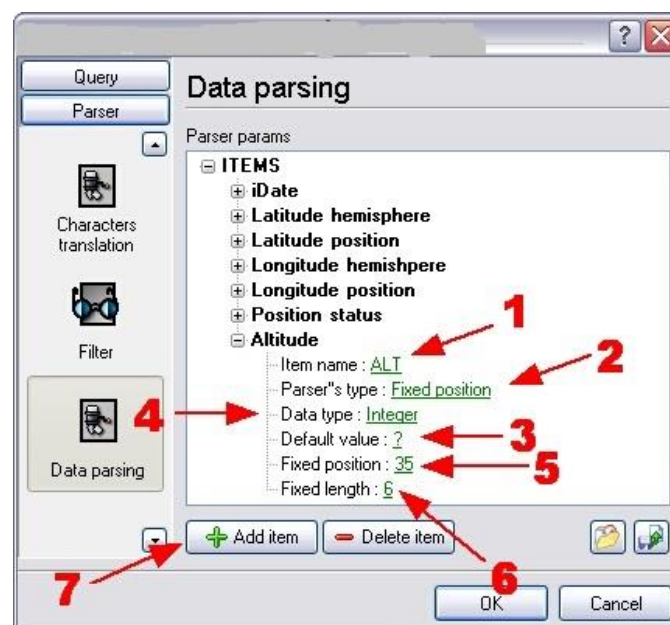 ?
Query
Parser
Characters
translation
Filter
Data parsing
Data parsing
Parser params
ITEMS
iDate
Latitude hemisphere
Latitude position
Longitude hemishpere
Longitude position
Position status
Altitude
Item name : ALT
Parser"s type : Fixed position
Data type : Integer
Default value : ?
Fixed position : 35
Fixed length : 6
1
2
4
3
5
6
7
Add item
Delete item
OK
Cancel